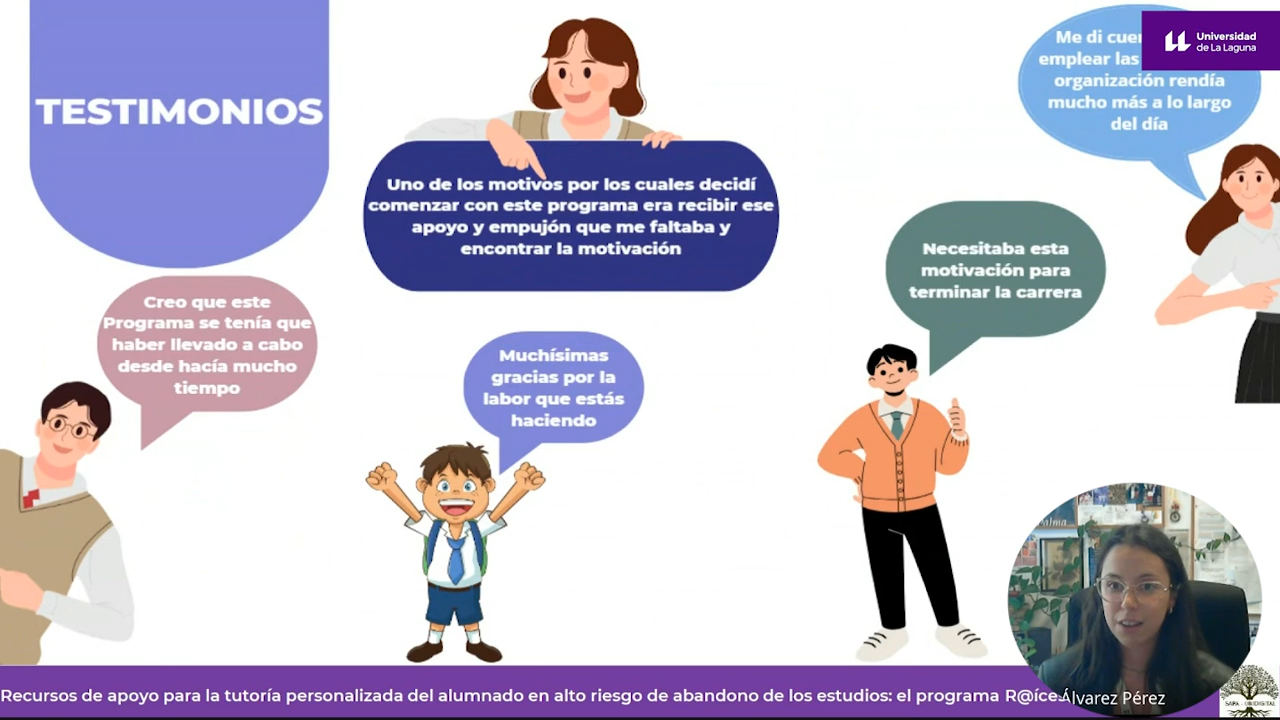 TESTIMONIOS
Uno de los motivos por los cuales decidí
comenzar con este programa era recibir ese
apoyo y empujón que me faltaba y
encontrar la motivación
Me di
emplear las
organización rendía
mucho más a lo largo
del día
Universidad
de La Laguna
Necesitaba esta
motivación para
terminar la carrera
Creo que este
Programa se tenía que
haber llevado a cabo
desde hacía mucho
tiempo
Muchísimas
gracias por la
labor que estás
haciendo
Recursos de apoyo para la tutoría personalizada del alumnado en alto riesgo de abandono de los estudios: el programa R@íces
Álvarez Pérez